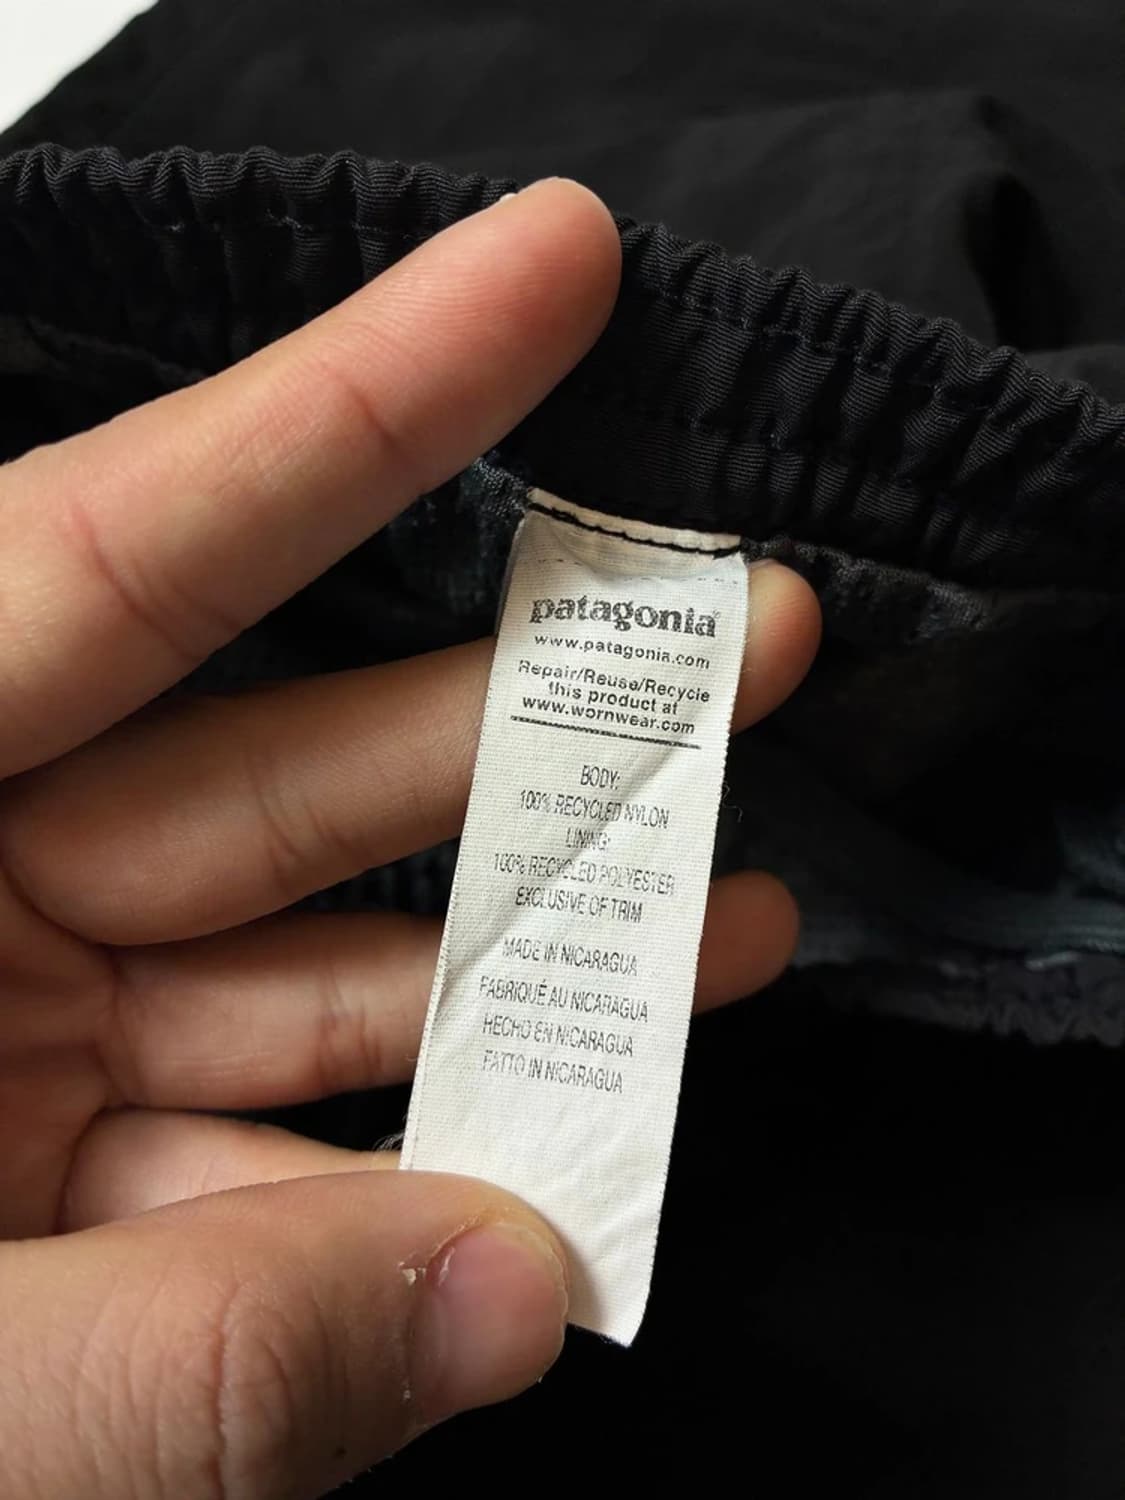 patagonia®
www.patagonia.com
Repair/Reuse/Recycle
this product at
www.wornwear.com
BODY:
100% RECYCLED NYLON
LINING:
100% RECYCLED POLYESTER
EXCLUSIVE OF TRIM
MADE IN NICARAGUA
FABRIQUÉ AU NICARAGUA
HECHO EN NICARAGUA
FATTO IN NICARAGUA